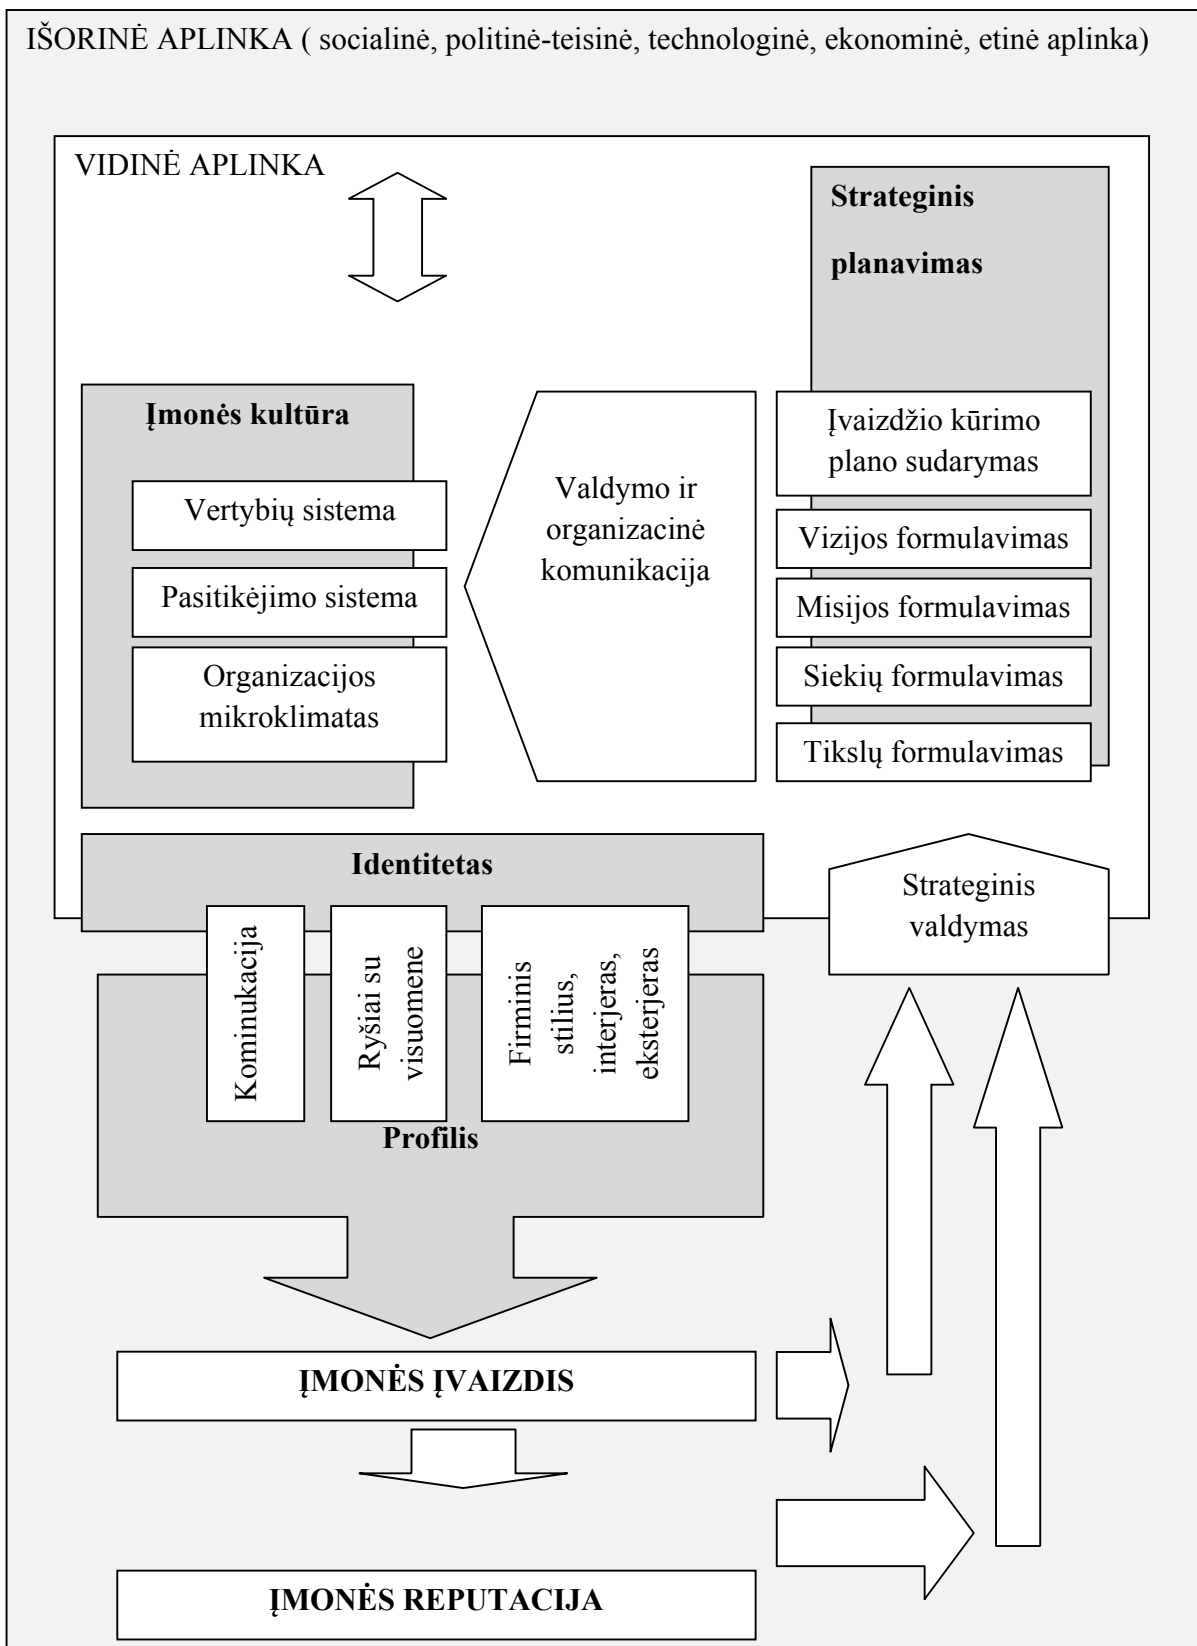 IŠORINĖ APLINKA ( socialinė, politinė-teisinė, technologinė, ekonominė, etinė aplinka)
VIDINĖ APLINKA
Strateginis
planavimas
Įmonės kultūra
Vertybių sistema
Pasitikėjimo sistema
Organizacijos
mikroklimatas
Valdymo ir
organizacinė
komunikacija
Įvaizdžio kūrimo
plano sudarymas
Vizijos formulavimas
Misijos formulavimas
Siekių formulavimas
Tikslų formulavimas
Identitetas
Strateginis
valdymas
Kominukacija
Ryšiai su
visuomene
Firminis
stilius,
interjeras,
eksterjeras
Profilis
ĮMONĖS ĮVAIZDIS
ĮMONĖS REPUTACIJA